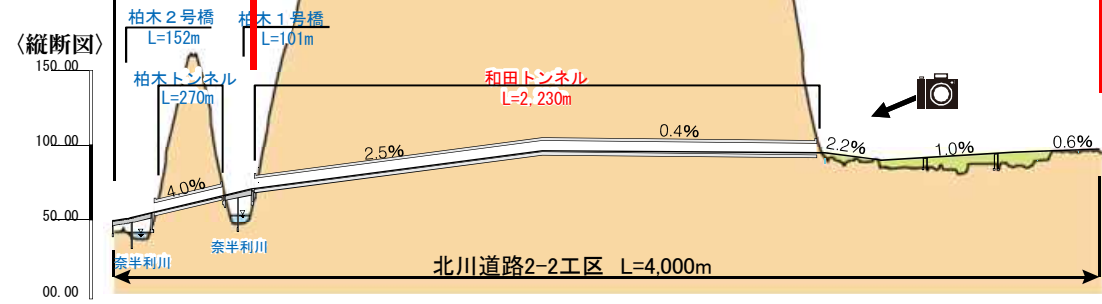 柏木２号橋
L=152m
柏木１号橋
L=101m
〈縦断図〉
150.00
柏木トンネル
L=270m
和田トンネル
L=2, 230m
100.00
0.4%
2.5%
2.2%
1.0%
0.6%
4.0%
50.00
奈半利川
奈半利川
北川道路2-2工区 L=4,000m
00.00